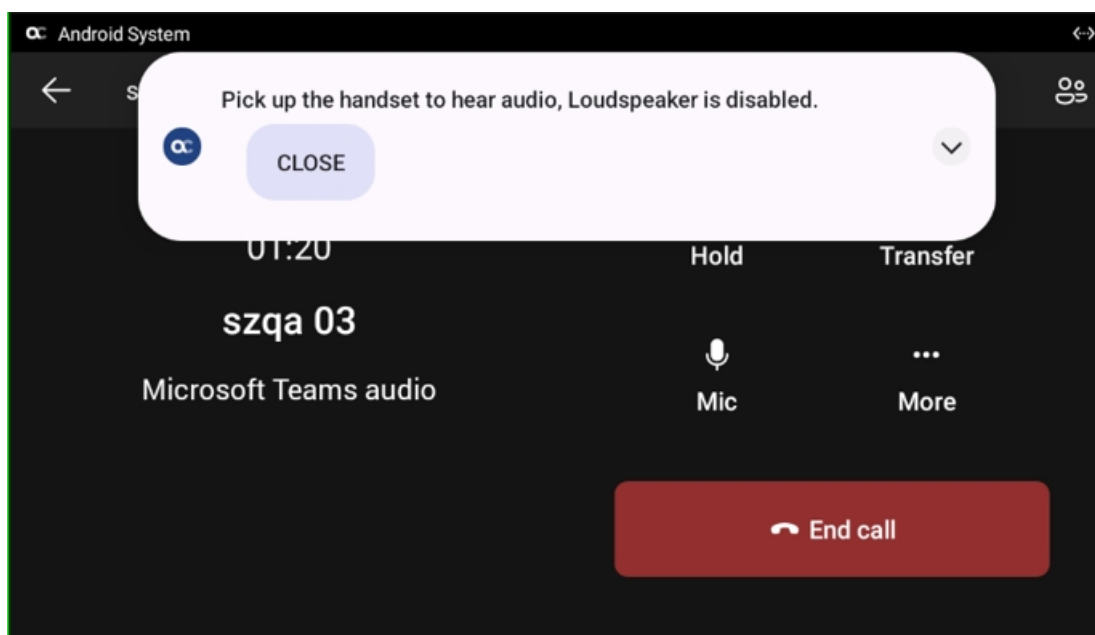 Android System
s
Pick up the handset to hear audio, Loudspeaker is disabled.
CLOSE
01:20
Hold
Transfer
szqa 03
Microsoft Teams audio
Mic
More
End call